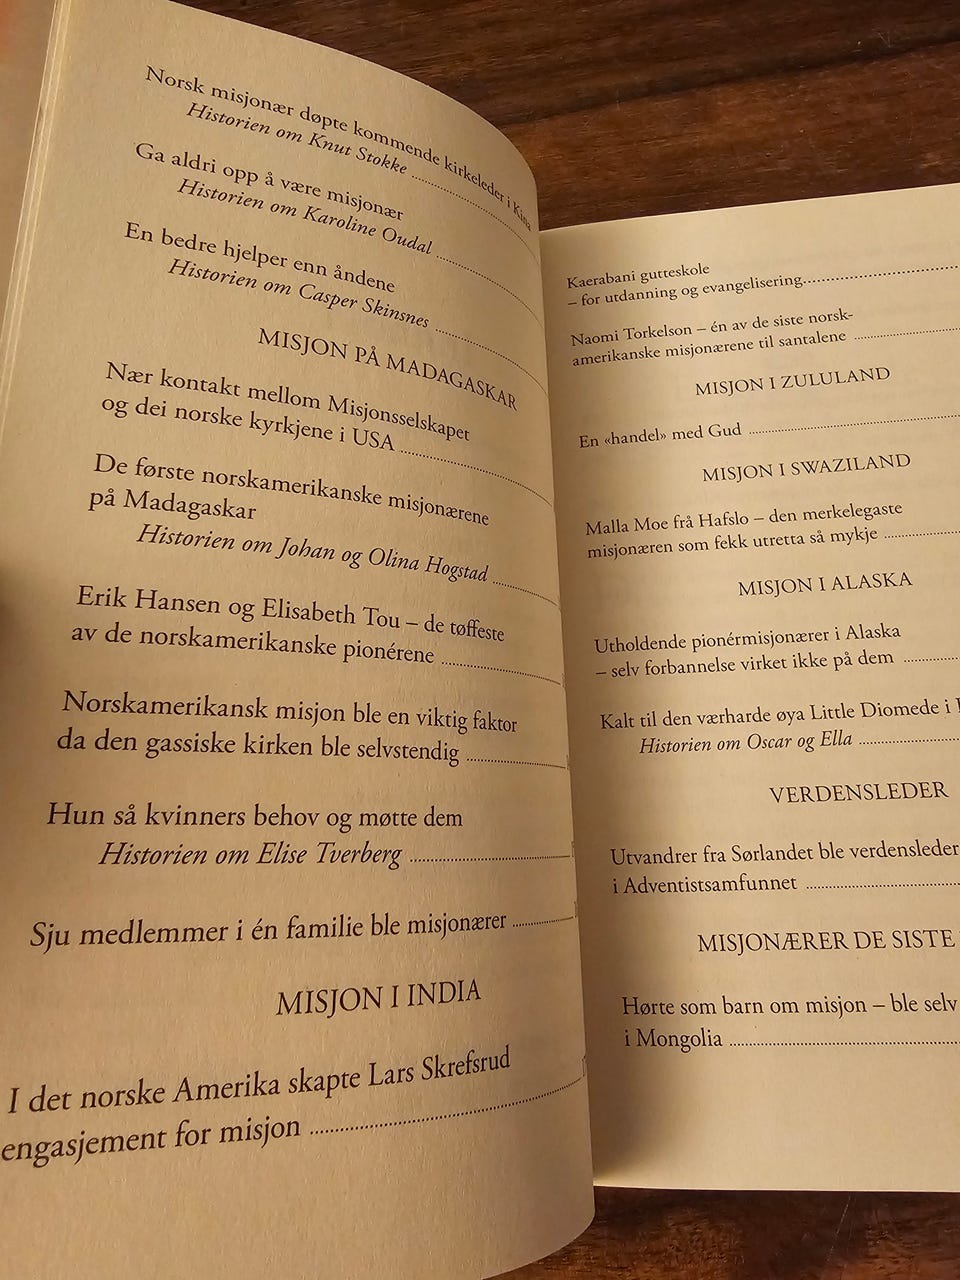 Norsk misjonær døpte kommende kirkeleder i Kina
Historien om Knut Stokke
Ga aldri opp å være misjonær
Historien om Karoline Oudal
En bedre hjelper enn åndene
Historien om Casper Skinsnes
MISJON PÅ MADAGASKAR
Nær kontakt mellom Misjonsselskapet
og dei norske kyrkjene i USA
De første norskamerikanske misjonærene
på Madagaskar
Historien om Johan og Olina Hogstad
Erik Hansen og Elisabeth Tou – de tøffeste
av de norskamerikanske pionérene
Norskamerikansk misjon ble en viktig faktor
da den gassiske kirken ble selvstendig
Hun så kvinners behov og møtte dem
Historien om Elise Tverberg
Sju medlemmer i én familie ble misjonærer
MISJON I INDIA
I det norske Amerika skapte Lars Skrefsrud
engasjement for misjon
Kaerabani gutteskole
– for utdanning og evangelisering
Naomi Torkelson – én av de siste norsk-
amerikanske misjonærene til santalene
MISJON I ZULULAND
En «handel» med Gud
MISJON I SWAZILAND
Malla Moe frå Hafslo – den merkelegaste
misjonæren som fekk utretta så mykje
MISJON I ALASKA
Utholdende pionérmisjonærer i Alaska
– selv forbannelse virket ikke på dem
Kalt til den værharde øya Little Diomede i
Historien om Oscar og Ella
VERDENSLEDER
Utvandrer fra Sørlandet ble verdensleder
i Adventistsamfunnet
MISJONÆRER DE SISTE
Hørte som barn om misjon – ble selv
i Mongolia